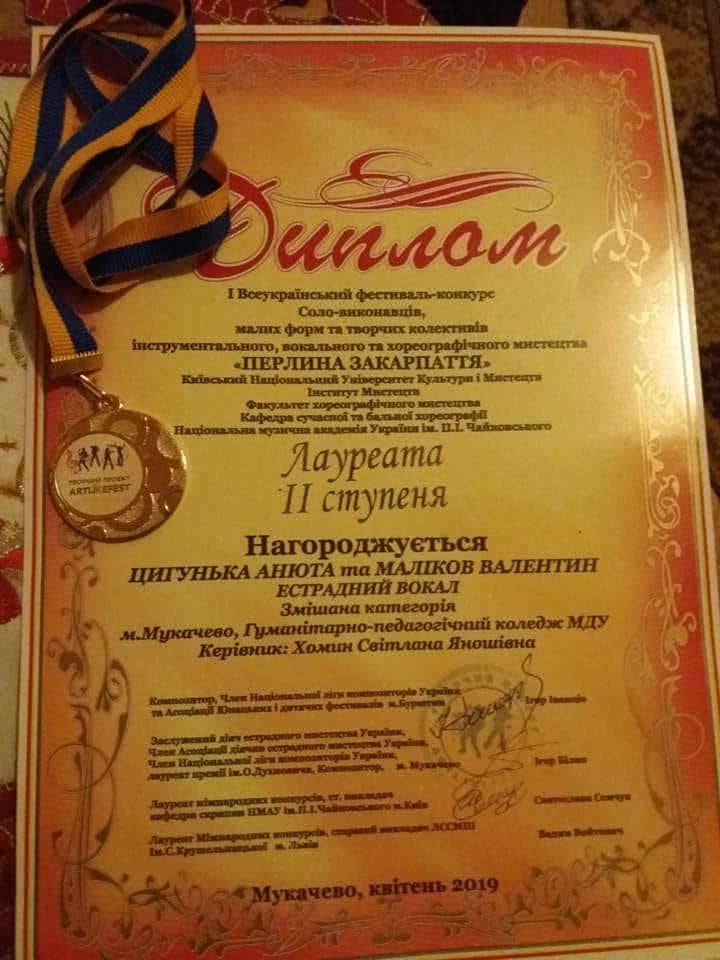 Диплом
І Всеукраїнський фестиваль-конкурс
Соло-виконавців,
малих форм та творчих колективів
інструментального, вокального та хореографічного мистецтва
«ПЕРЛИНА ЗАКАРПАТТЯ»
Київський Національний Університет Культури і Мистецтв
Інститут Мистецтв
Факультет хореографічного мистецтва
Кафедра сучасної та бальної хореографії
Національна музична академія України ім. П.І. Чайковського
Лауреата
ІІ ступеня
ТВОРЧИЙ ПРОЕКТ
ARTLIKEFEST
Нагороджується
ЦИГУНЬКА АНЮТА та МАЛІКОВ ВАЛЕНТИН
ЕСТРАДНИЙ ВОКАЛ
Змішана категорія
м.Мукачево, Гуманітарно-педагогічний коледж МДУ
Керівник: Хомин Світлана Яношівна
Композитор, Член Національної ліги композиторів України
та Асоціації Юнацьких і дитячих фестивалів м.Бурштин Ігор Іванців
Заслужений діяч естрадного мистецтва України,
Член Асоціації діячів естрадного мистецтва України,
Член Національної ліги композиторів України,
лауреат премії ім.О.Духновича, Композитор, м. Мукачево Ігор Білик
Лауреат міжнародних конкурсів, ст. викладач
кафедри скрипки НМАУ ім.П.І.Чайковського м.Київ Святослава Семчук
Лауреат Міжнародних конкурсів, старший викладач ЛССМШ
ім.С.Крушельницької м. Львів Вадим Войтович
Мукачево, квітень 2019